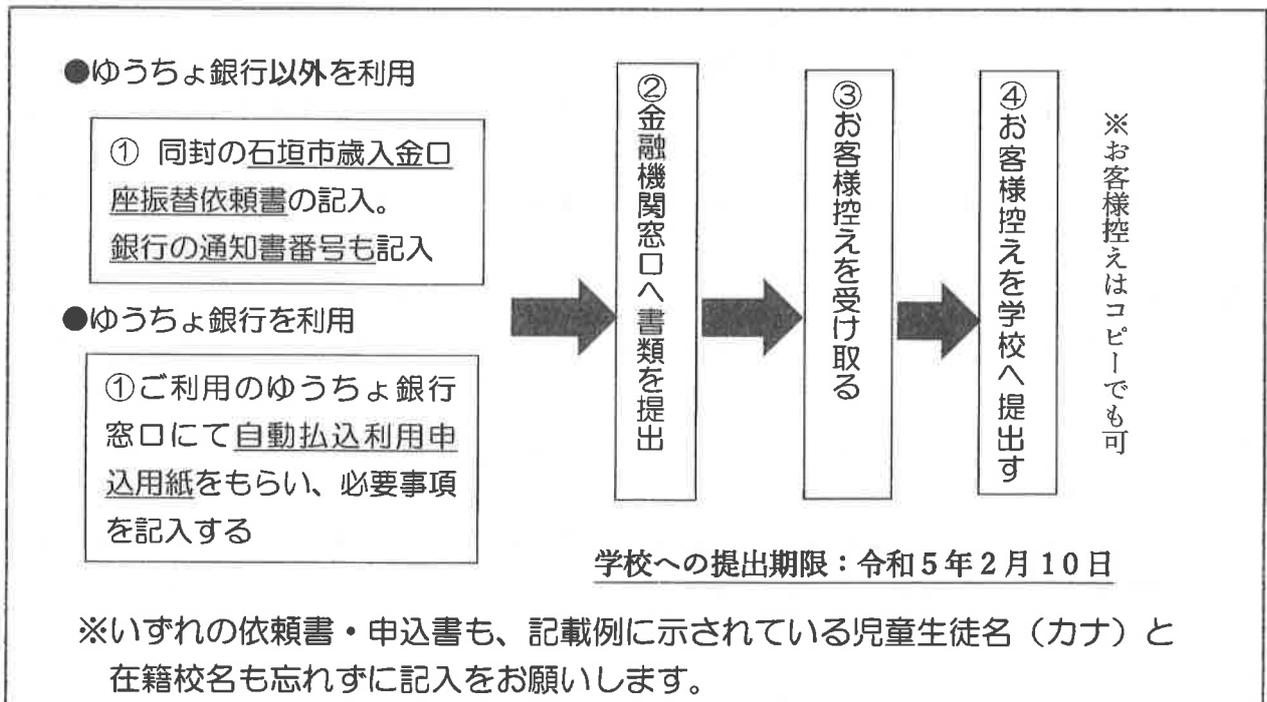 ●ゆうちょ銀行以外を利用
① 同封の石垣市歳入金口
座振替依頼書の記入。
銀行の通知書番号も記入
●ゆうちょ銀行を利用
①ご利用のゆうちょ銀行
窓口にて自動払込利用申
込用紙をもらい、必要事項
を記入する
②金融機関窓口へ書類を提出
③お客様控えを受け取る
④お客様控えを学校へ提出す
※お客様控えはコピーでも可
学校への提出期限：令和5年2月10日
※いずれの依頼書・申込書も、記載例に示されている児童生徒名（カナ）と
在籍校名も忘れずに記入をお願いします。